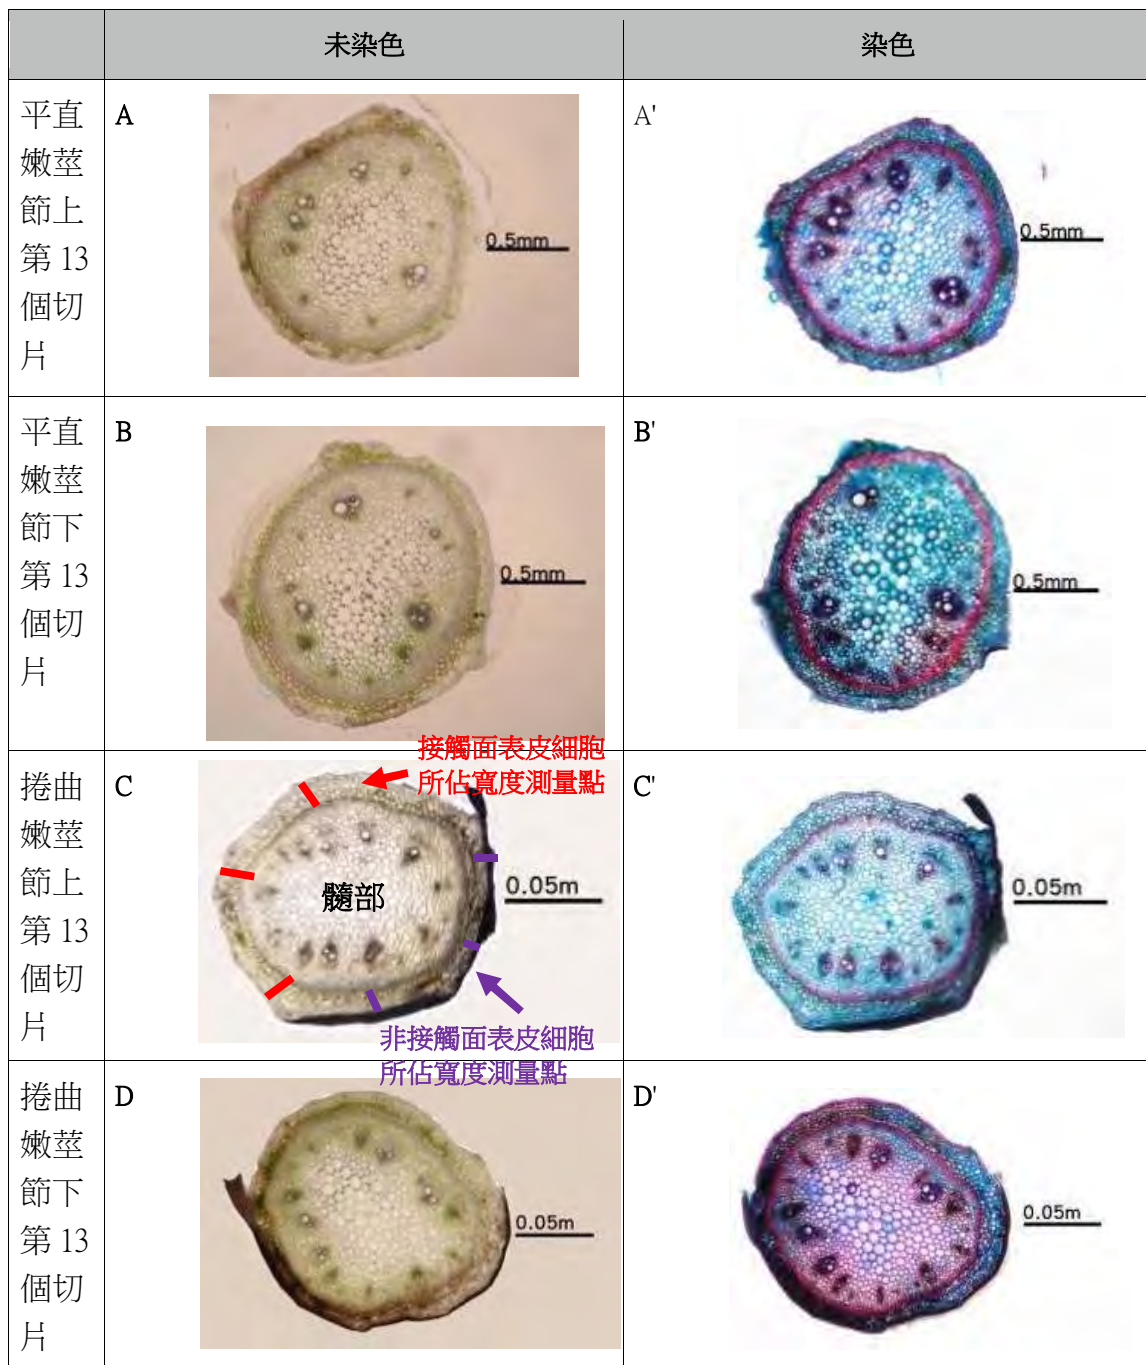 未染色
染色
平直
嫩莖
節上
第 13
個切
片
A
0.5mm
A'
0.5mm
平直
嫩莖
節下
第 13
個切
片
B
0.5mm
B'
0.5mm
捲曲
嫩莖
節上
第 13
個切
片
C
接觸面表皮細胞
所佔寬度測量點
髓部
0.05m
非接觸面表皮細胞
所佔寬度測量點
C'
0.05m
捲曲
嫩莖
節下
第 13
個切
片
D
0.05m
D'
0.05m